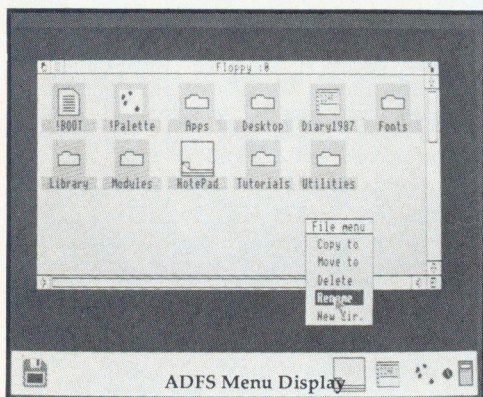 Floppy :0
!BOOT !Palette Apps Desktop Diary1987 Fonts
Library Modules NotePad Tutorials Utilities
File menu
Copy to
Move to
Delete
Rename
New Dir.
ADFS Menu Display